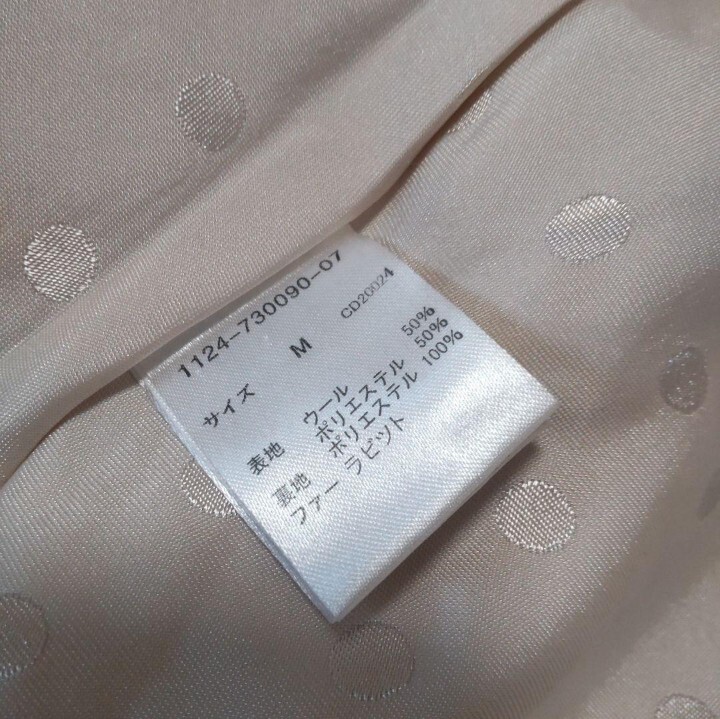 1124-730090-07
サイズ M CD20024
表地 ウール 50%
ポリエステル 50%
裏地 ポリエステル 100%
ファー ラビット